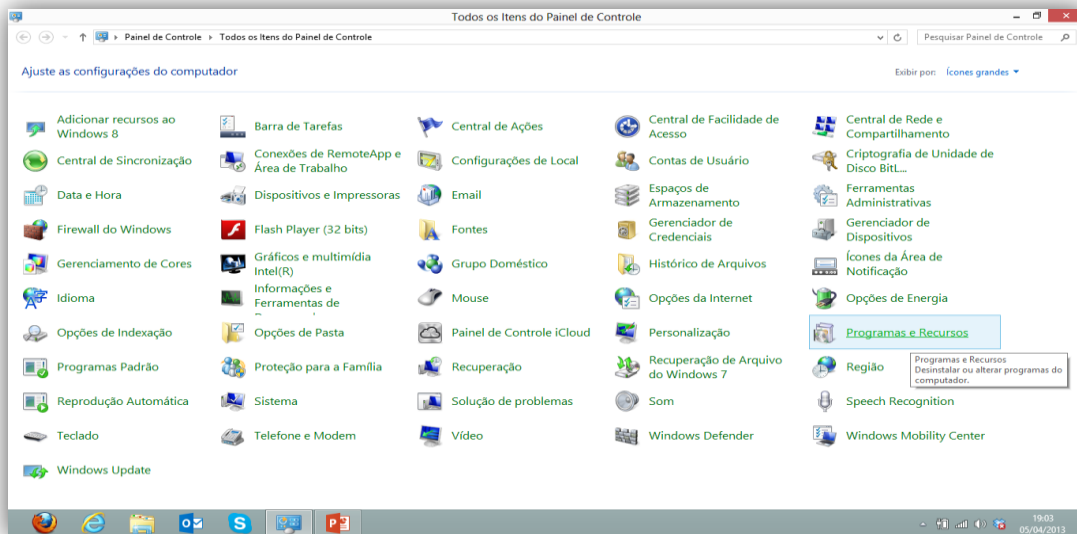 Todos os Itens do Painel de Controle
Painel de Controle
Todos os Itens do Painel de Controle
Pesquisar Painel de Controle
Ajuste as configurações do computador
Exibir por:
Ícones grandes
Adicionar recursos ao
Windows 8
Barra de Tarefas
Central de Ações
Central de Facilidade de
Acesso
Central de Rede e
Compartilhamento
Central de Sincronização
Conexões de RemoteApp e
Área de Trabalho
Configurações de Local
Contas de Usuário
Criptografia de Unidade de
Disco BitL...
Data e Hora
Dispositivos e Impressoras
Email
Espaços de
Armazenamento
Ferramentas
Administrativas
Firewall do Windows
Flash Player (32 bits)
Fontes
Gerenciador de
Credenciais
Gerenciador de
Dispositivos
Gerenciamento de Cores
Gráficos e multimídia
Intel(R)
Grupo Doméstico
Histórico de Arquivos
Ícones da Área de
Notificação
Idioma
Informações e
Ferramentas de
Mouse
Opções da Internet
Opções de Energia
Opções de Indexação
Opções de Pasta
Painel de Controle iCloud
Personalização
Programas e Recursos
Programas Padrão
Proteção para a Família
Recuperação
Recuperação de Arquivo
do Windows 7
Região
Programas e Recursos
Desinstalar ou alterar programas do
computador.
Reprodução Automática
Sistema
Solução de problemas
Som
Speech Recognition
Teclado
Telefone e Modem
Vídeo
Windows Defender
Windows Mobility Center
Windows Update
19:03
05/04/2013